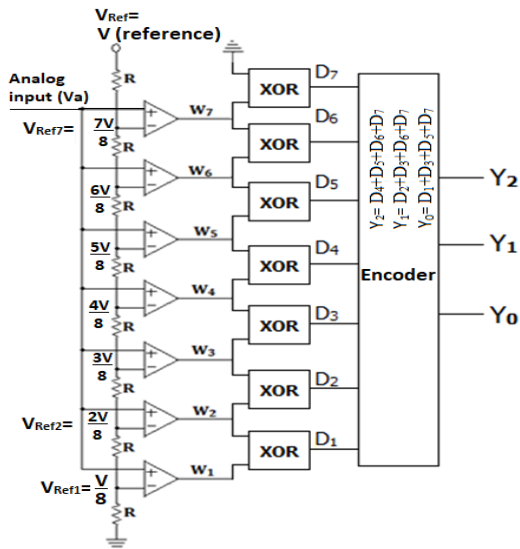 VRef=
V (reference)
R
Analog
input (Va)
VRef7=
7V
8
+
−
W7
XOR
D7
R
6V
8
+
−
W6
XOR
D6
R
5V
8
+
−
W5
XOR
D5
R
4V
8
+
−
W4
XOR
D4
R
3V
8
+
−
W3
XOR
D3
R
VRef2=
2V
8
+
−
W2
XOR
D2
R
VRef1=
V
8
+
−
W1
XOR
D1
R
Y2= D4+D5+D6+D7
Y1= D2+D3+D6+D7
Y0= D1+D3+D5+D7
Encoder
Y2
Y1
Y0